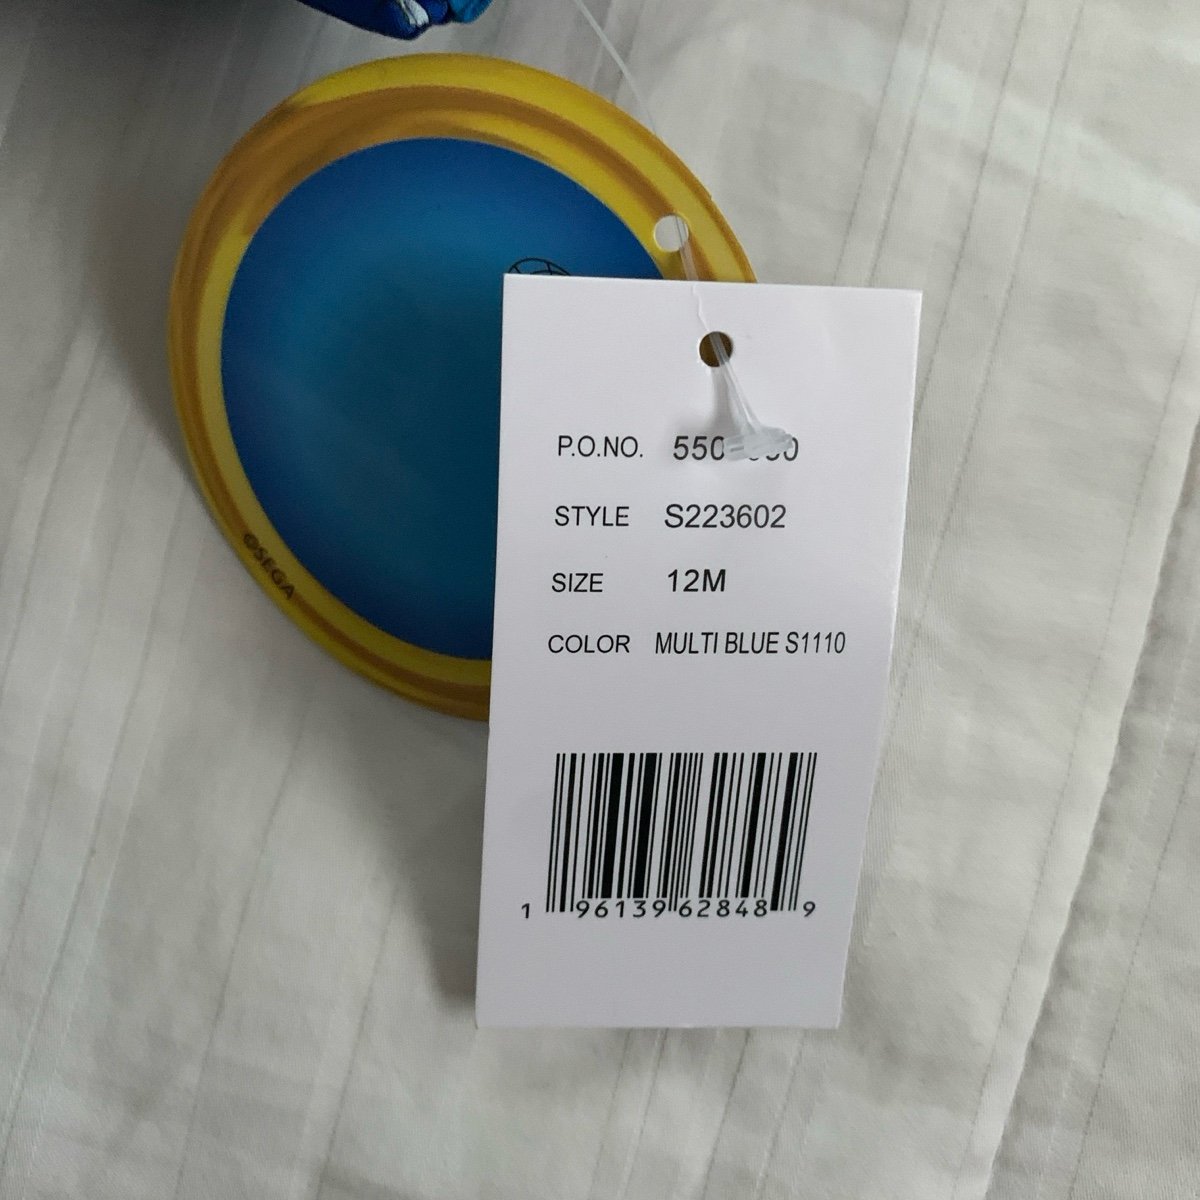 ©SEGA
P.O.NO.
STYLE S223602
SIZE 12M
COLOR MULTI BLUE S1110
1 96139 62848 9